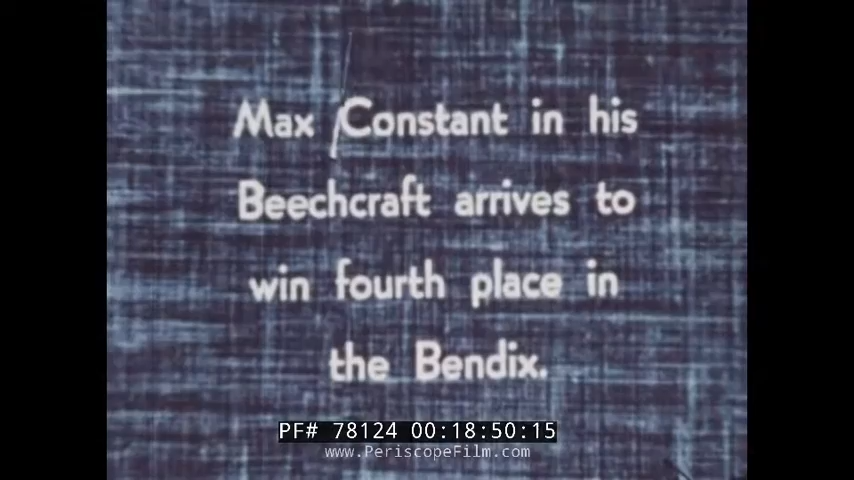 Max Constant in his
Beechcraft arrives to
win fourth place in
the Bendix.
PF# 78124 00:18:50:15
www.PeriscopeFilm.com